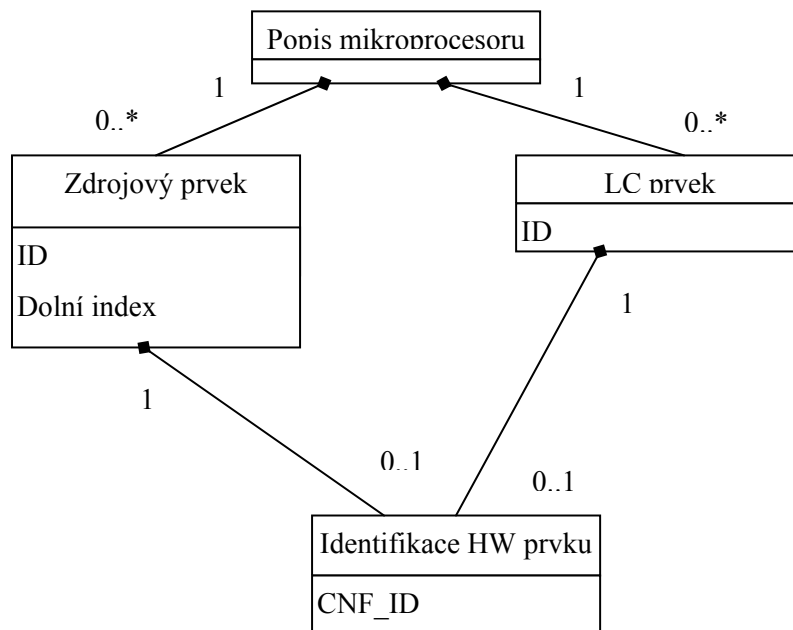 Popis mikroprocesoru
1
1
0..*
0..*
Zdrojový prvek
LC prvek
ID
ID
Dolní index
1
1
0..1
0..1
Identifikace HW prvku
CNF_ID